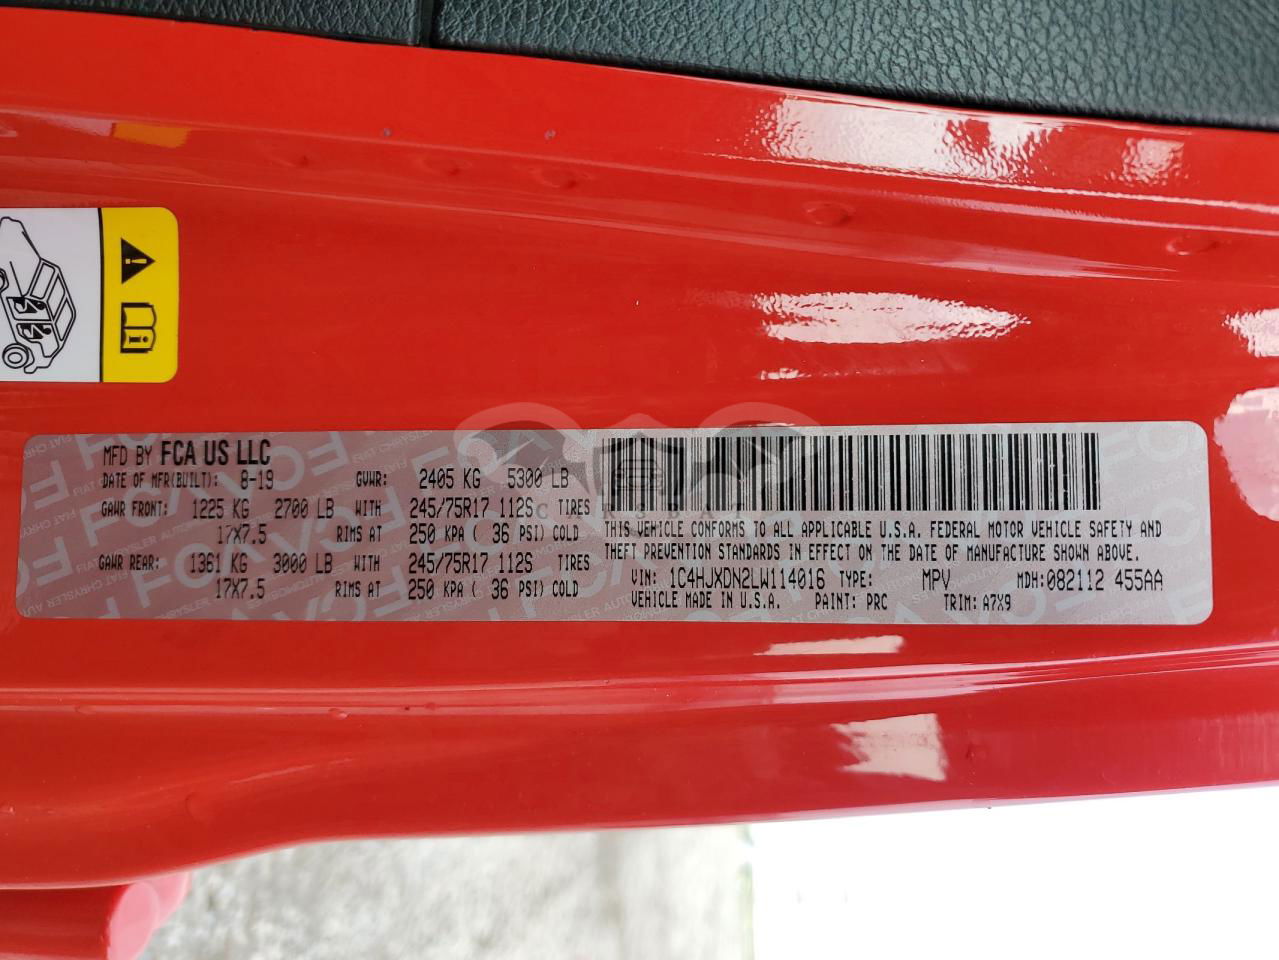 MFD BY FCA US LLC
DATE OF MFR(BUILT): 8-19 GVWR: 2405 KG 5300 LB
GAWR FRONT: 1225 KG 2700 LB WITH 245/75R17 112S TIRES
17X7.5 RIMS AT 250 KPA ( 36 PSI) COLD
GAWR REAR: 1361 KG 3000 LB WITH 245/75R17 112S TIRES
17X7.5 RIMS AT 250 KPA ( 36 PSI) COLD
CARSBAT
THIS VEHICLE CONFORMS TO ALL APPLICABLE U.S.A. FEDERAL MOTOR VEHICLE SAFETY AND
THEFT PREVENTION STANDARDS IN EFFECT ON THE DATE OF MANUFACTURE SHOWN ABOVE.
VIN: 1C4HJXDN2LW114016 TYPE: MPV MDH:082112 455AA
VEHICLE MADE IN U.S.A. PAINT: PRC TRIM: A7X9